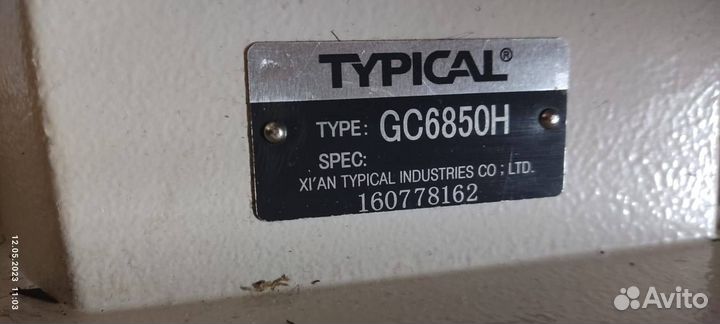 TYPICAL®
TYPE: GC6850H
SPEC:
XI'AN TYPICAL INDUSTRIES CO ; LTD.
160778162
12.05.2023 11:03
Avito